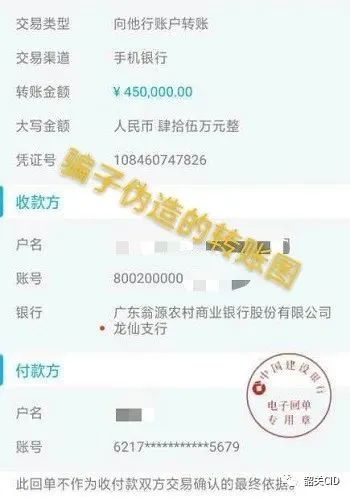 交易类型 向他行账户转账
交易渠道 手机银行
转账金额 ¥ 450,000.00
大写金额 人民币 肆拾伍万元整
凭证号 108460747826
骗子伪造的转账图
收款方
户名
账号 800200000
银行 广东翁源农村商业银行股份有限公司
龙仙支行
付款方
中国建设银行
电子回单
专用章
户名
账号 6217***********5679
此回单不作为收付款双方交易确认的最终依据。
韶关CID